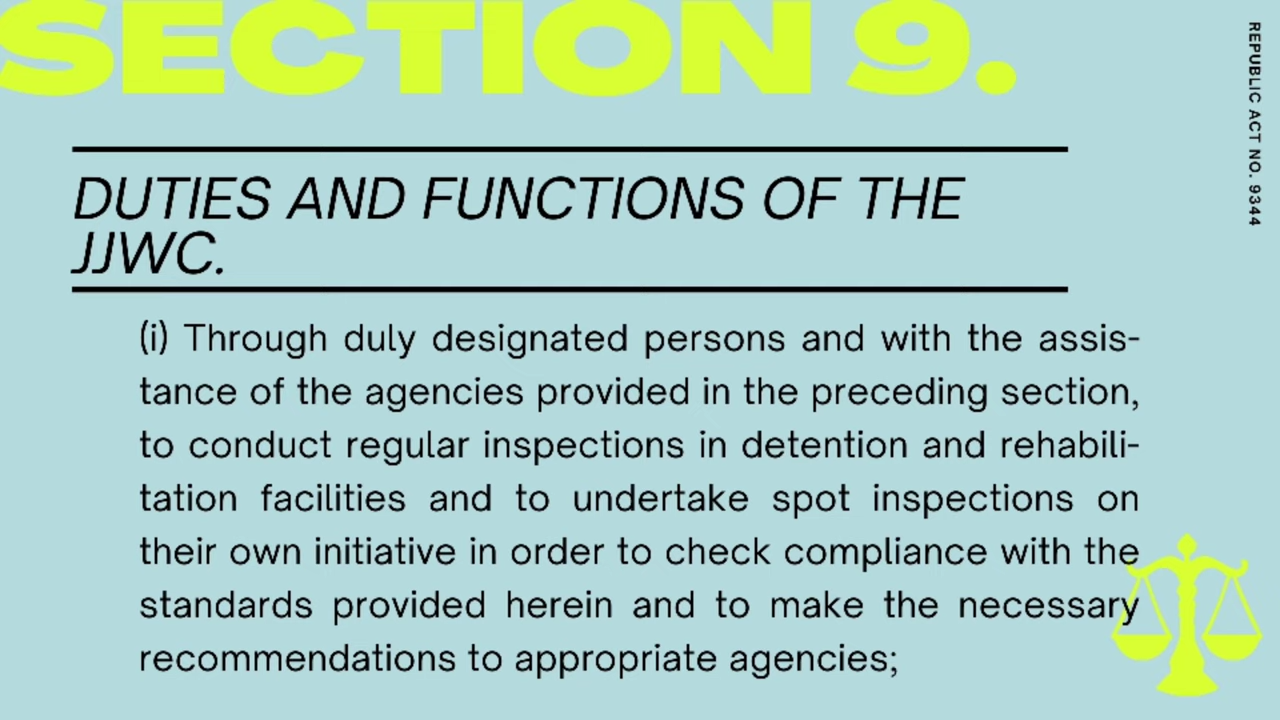 SECTION 9.
REPUBLIC ACT NO. 9344
DUTIES AND FUNCTIONS OF THE
JJWC.
(i) Through duly designated persons and with the assis-
tance of the agencies provided in the preceding section,
to conduct regular inspections in detention and rehabili-
tation facilities and to undertake spot inspections on
their own initiative in order to check compliance with the
standards provided herein and to make the necessary
recommendations to appropriate agencies;